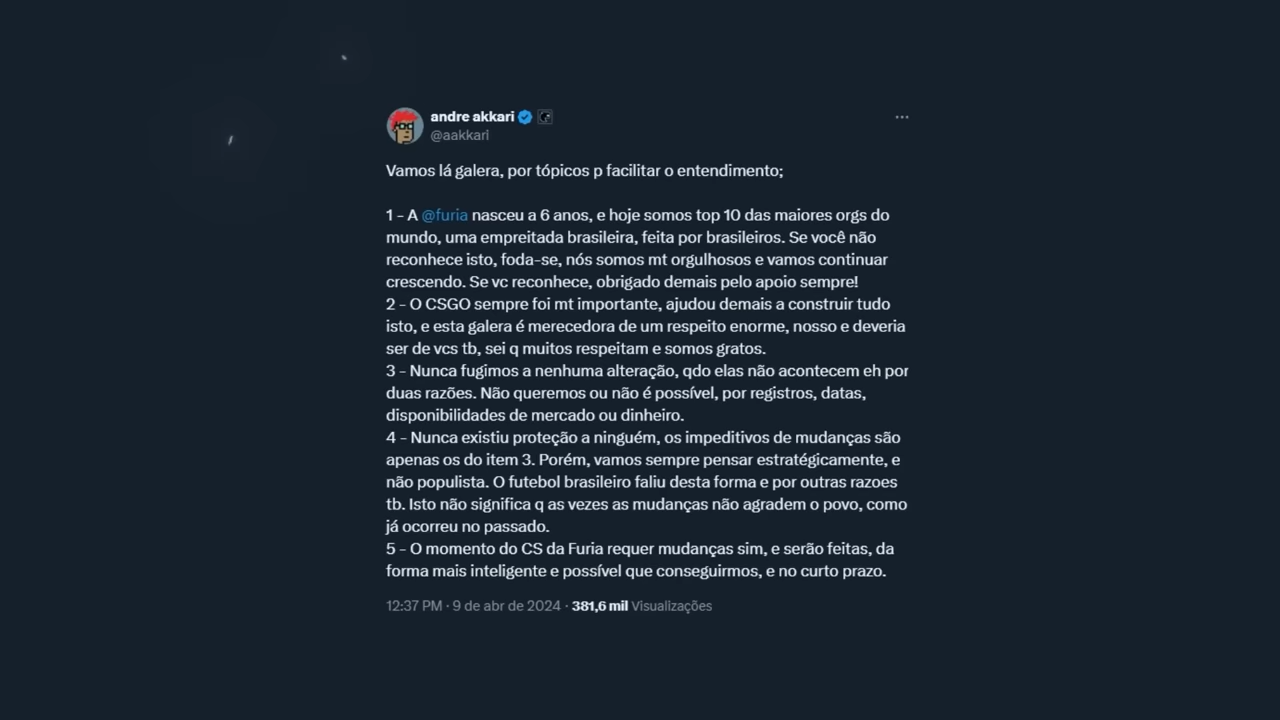 andre akkari
@aakkari
Vamos lá galera, por tópicos p facilitar o entendimento;
1 - A @furia nasceu a 6 anos, e hoje somos top 10 das maiores orgs do
mundo, uma empreitada brasileira, feita por brasileiros. Se você não
reconhece isto, foda-se, nós somos mt orgulhosos e vamos continuar
crescendo. Se vc reconhece, obrigado demais pelo apoio sempre!
2 - O CSGO sempre foi mt importante, ajudou demais a construir tudo
isto, e esta galera é merecedora de um respeito enorme, nosso e deveria
ser de vcs tb, sei q muitos respeitam e somos gratos.
3 - Nunca fugimos a nenhuma alteração, qdo elas não acontecem eh por
duas razões. Não queremos ou não é possível, por registros, datas,
disponibilidades de mercado ou dinheiro.
4 - Nunca existiu proteção a ninguém, os impeditivos de mudanças são
apenas os do item 3. Porém, vamos sempre pensar estratégicamente, e
não populista. O futebol brasileiro faliu desta forma e por outras razoes
tb. Isto não significa q as vezes as mudanças não agradem o povo, como
já ocorreu no passado.
5 - O momento do CS da Furia requer mudanças sim, e serão feitas, da
forma mais inteligente e possível que conseguirmos, e no curto prazo.
12:37 PM · 9 de abr de 2024 · 381,6 mil Visualizações